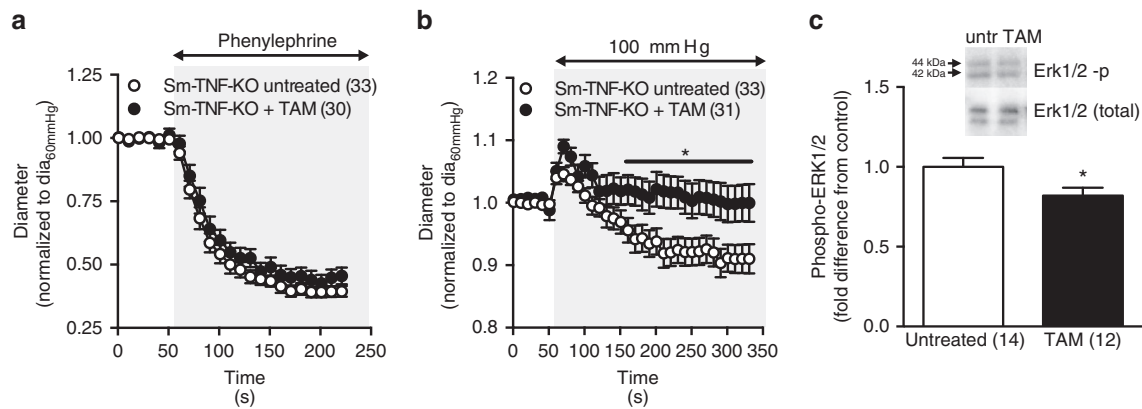 a
Phenylephrine
Sm-TNF-KO untreated (33)
Sm-TNF-KO + TAM (30)
1.00
0.75
0.50
0.25
Diameter
(normalized to dia60mmHg)
0 50 100 150 200 250
Time
(s)
b
100 mm Hg
Sm-TNF-KO untreated (33)
Sm-TNF-KO + TAM (31)
*
1.2
1.1
1.0
0.9
0.8
Diameter
(normalized to dia60mmHg)
0 50 100 150 200 250 300 350
Time
(s)
c
untr TAM
44 kDa
42 kDa
Erk1/2 -p
Erk1/2 (total)
1.5
1.0
0.5
0.0
Phospho-ERK1/2
(fold difference from control)
*
Untreated (14) TAM (12)